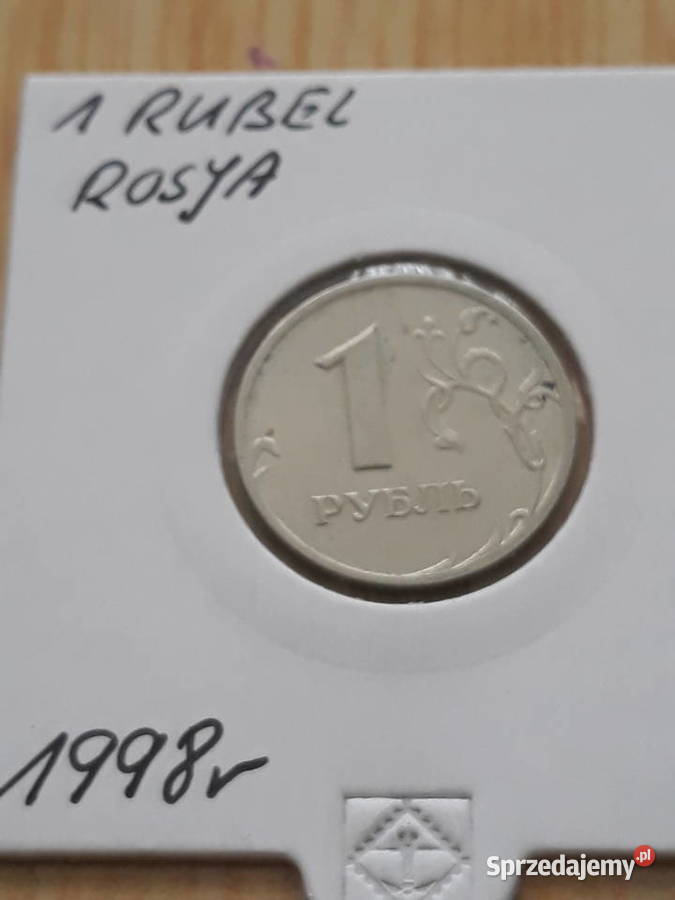 1 RUBEL
ROSJA
1
РУБЛЬ
1998r
Sprzedajemy.pl